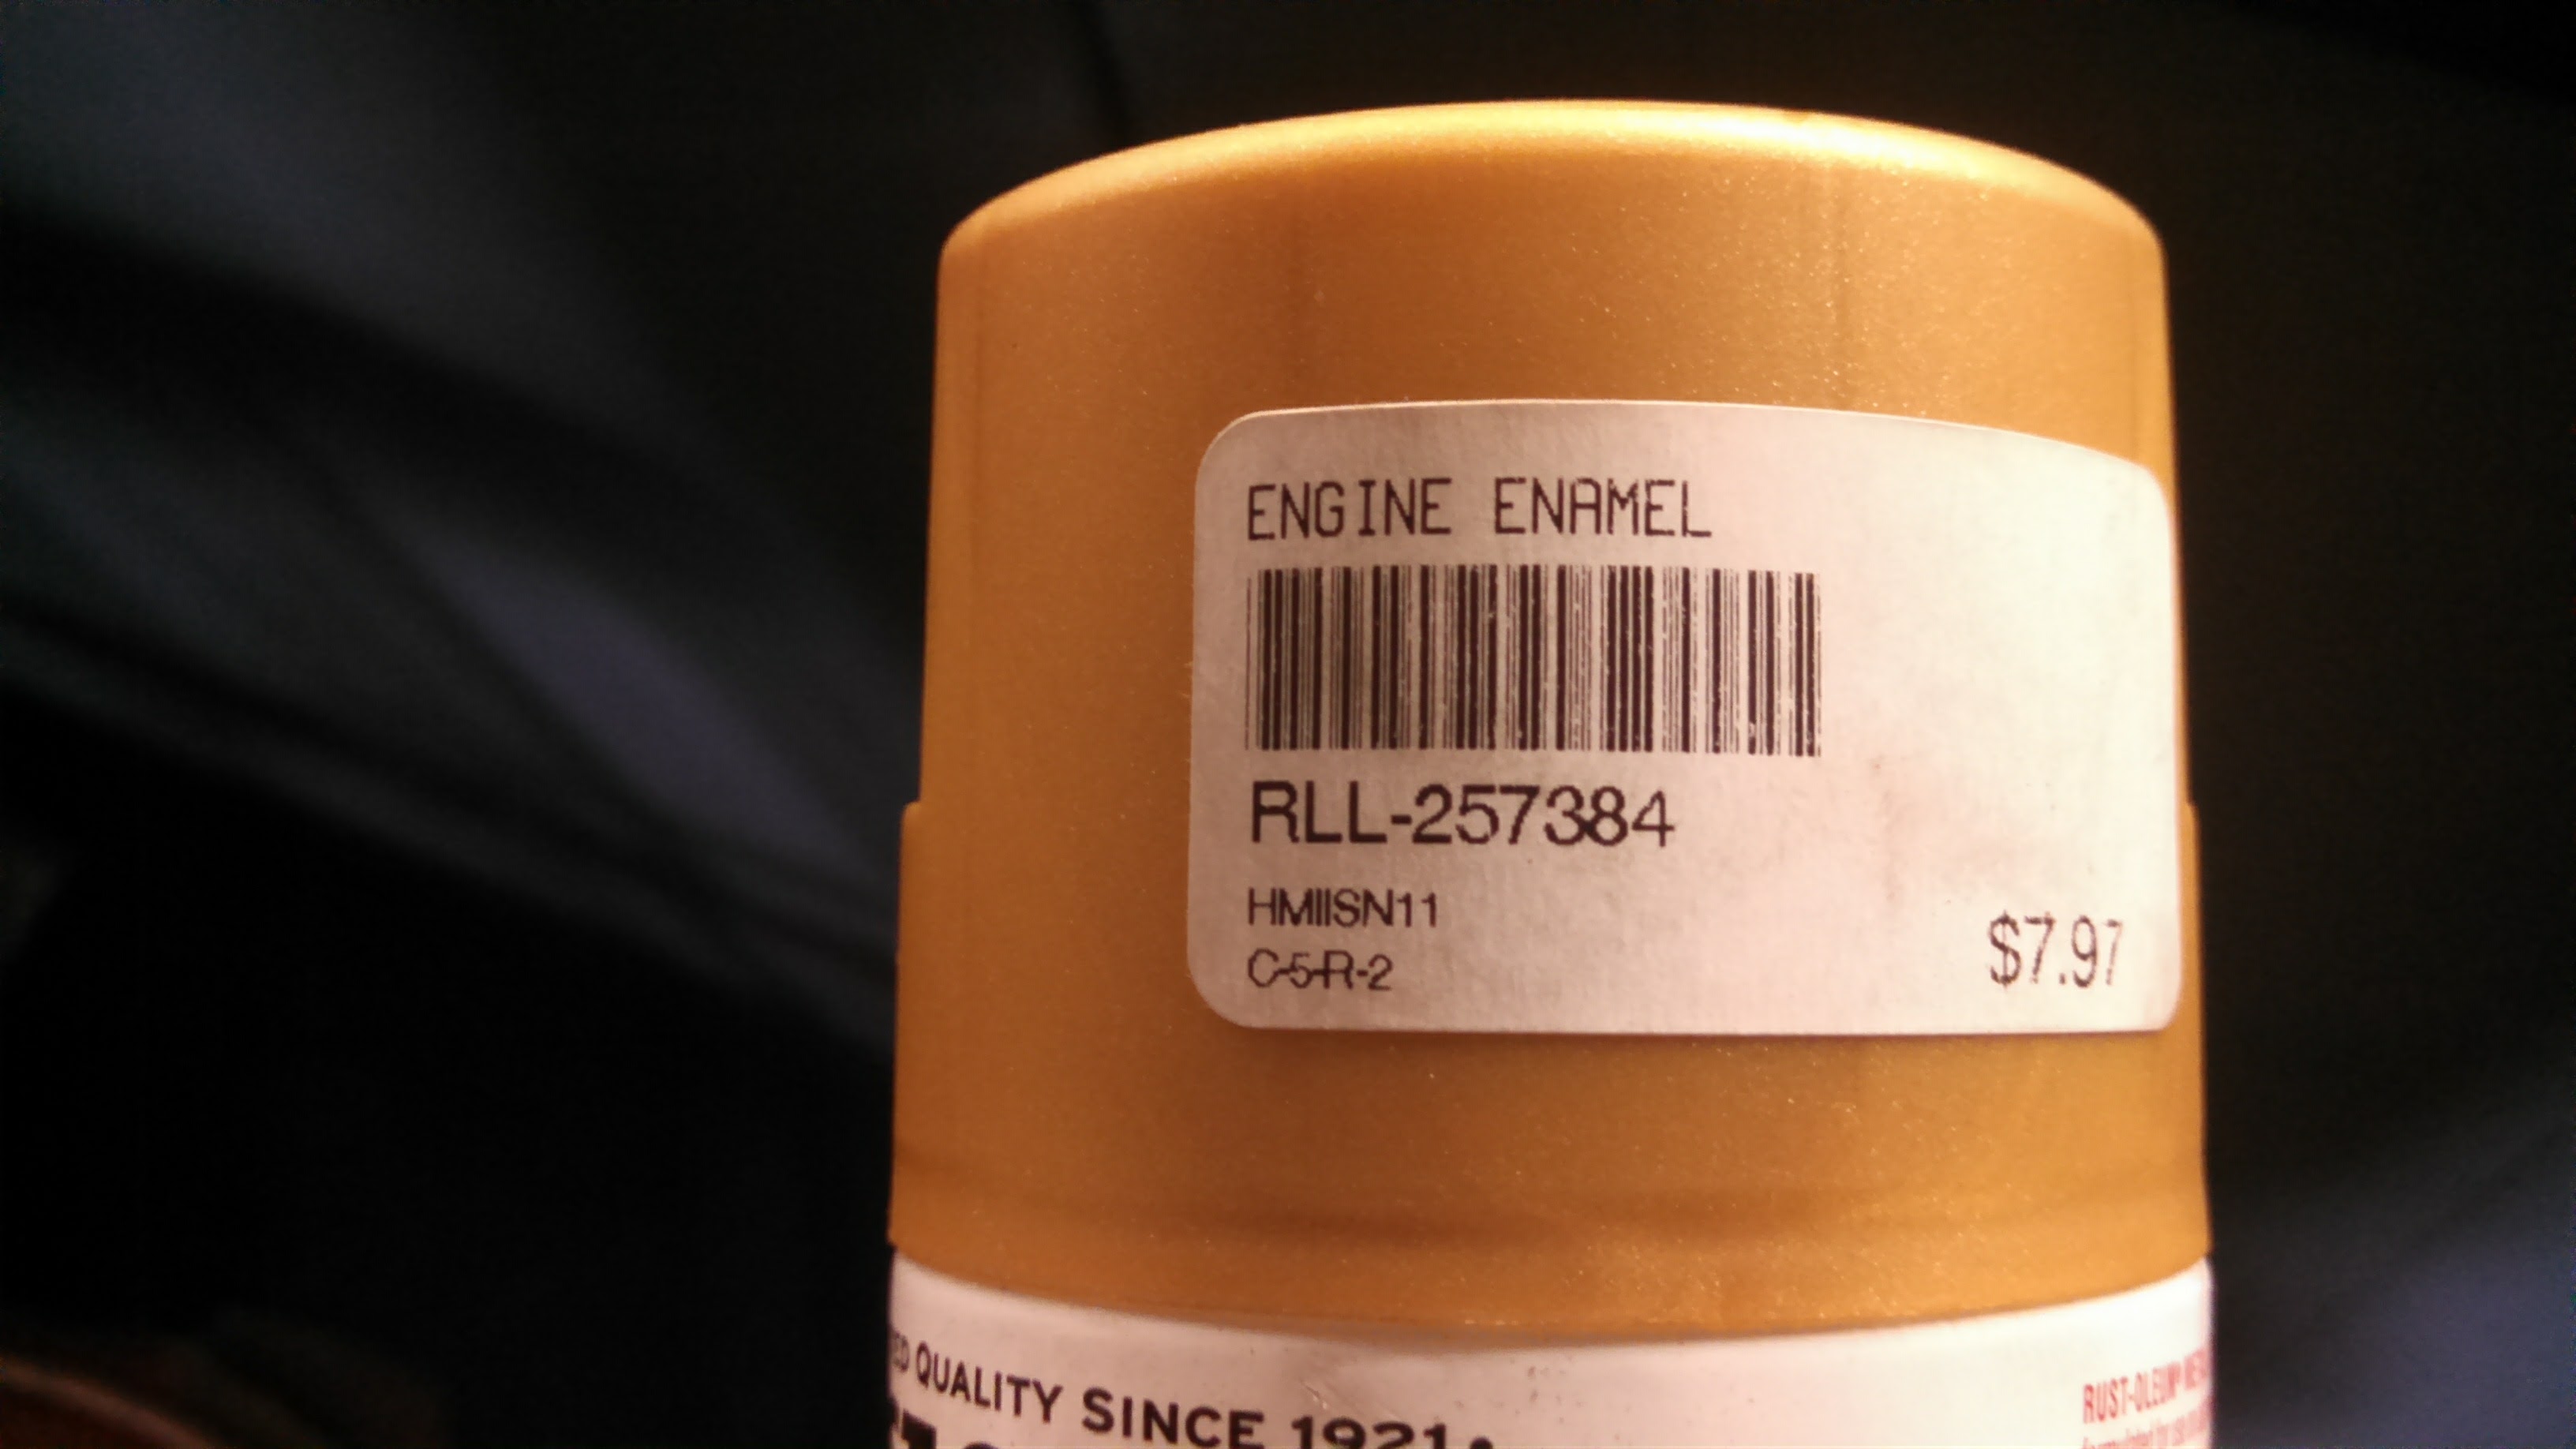 ENGINE ENAMEL
RLL-257384
HMIISN11
C-5-R-2
$7.97
QUALITY SINCE 1921.
RUST-OLEUM®